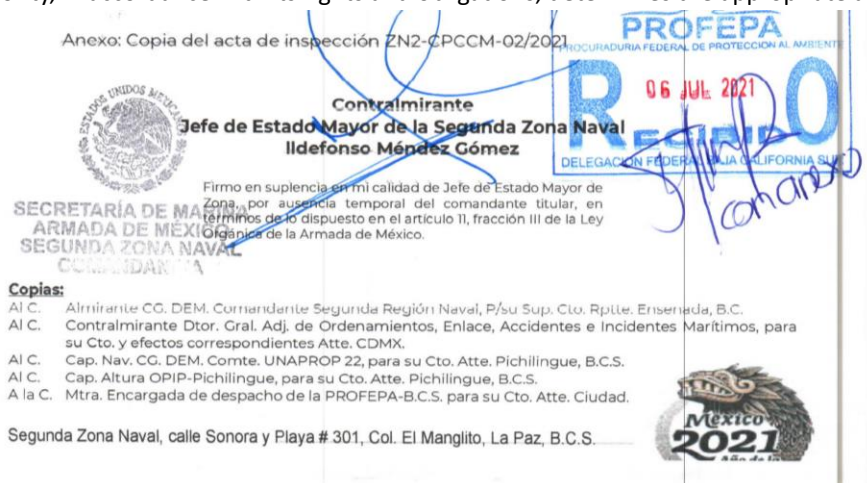 Anexo: Copia del acta de inspección ZN2-CPCCM-02/2021
PROFEPA
PROCURADURIA FEDERAL DE PROTECCION AL AMBIENTE
06 JUL 2021
RECIBIDO
DELEGACIÓN FEDERAL BAJA CALIFORNIA SUR
ESTADOS UNIDOS MEXICANOS
Contralmirante
Jefe de Estado Mayor de la Segunda Zona Naval
Ildefonso Méndez Gómez
Firmo en suplencia en mi calidad de Jefe de Estado Mayor de
Zona, por ausencia temporal del comandante titular, en
términos de lo dispuesto en el artículo 11, fracción III de la Ley
Orgánica de la Armada de México.
SECRETARÍA DE MARINA
ARMADA DE MÉXICO
SEGUNDA ZONA NAVAL
COMANDANCIA
Copias:
Al C. Almirante CG. DEM. Comandante Segunda Región Naval, P/su Sup. Cto. Rptte. Ensenada, B.C.
Al C. Contralmirante Dtor. Gral. Adj. de Ordenamientos, Enlace, Accidentes e Incidentes Marítimos, para
su Cto. y efectos correspondientes Atte. CDMX.
Al C. Cap. Nav. CG. DEM. Comte. UNAPROP 22, para su Cto. Atte. Pichilingue, B.C.S.
Al C. Cap. Altura OPIP-Pichilingue, para su Cto. Atte. Pichilingue, B.C.S.
A la C. Mtra. Encargada de despacho de la PROFEPA-B.C.S. para su Cto. Atte. Ciudad.
México
2021
Año de la
Segunda Zona Naval, calle Sonora y Playa # 301, Col. El Manglito, La Paz, B.C.S.